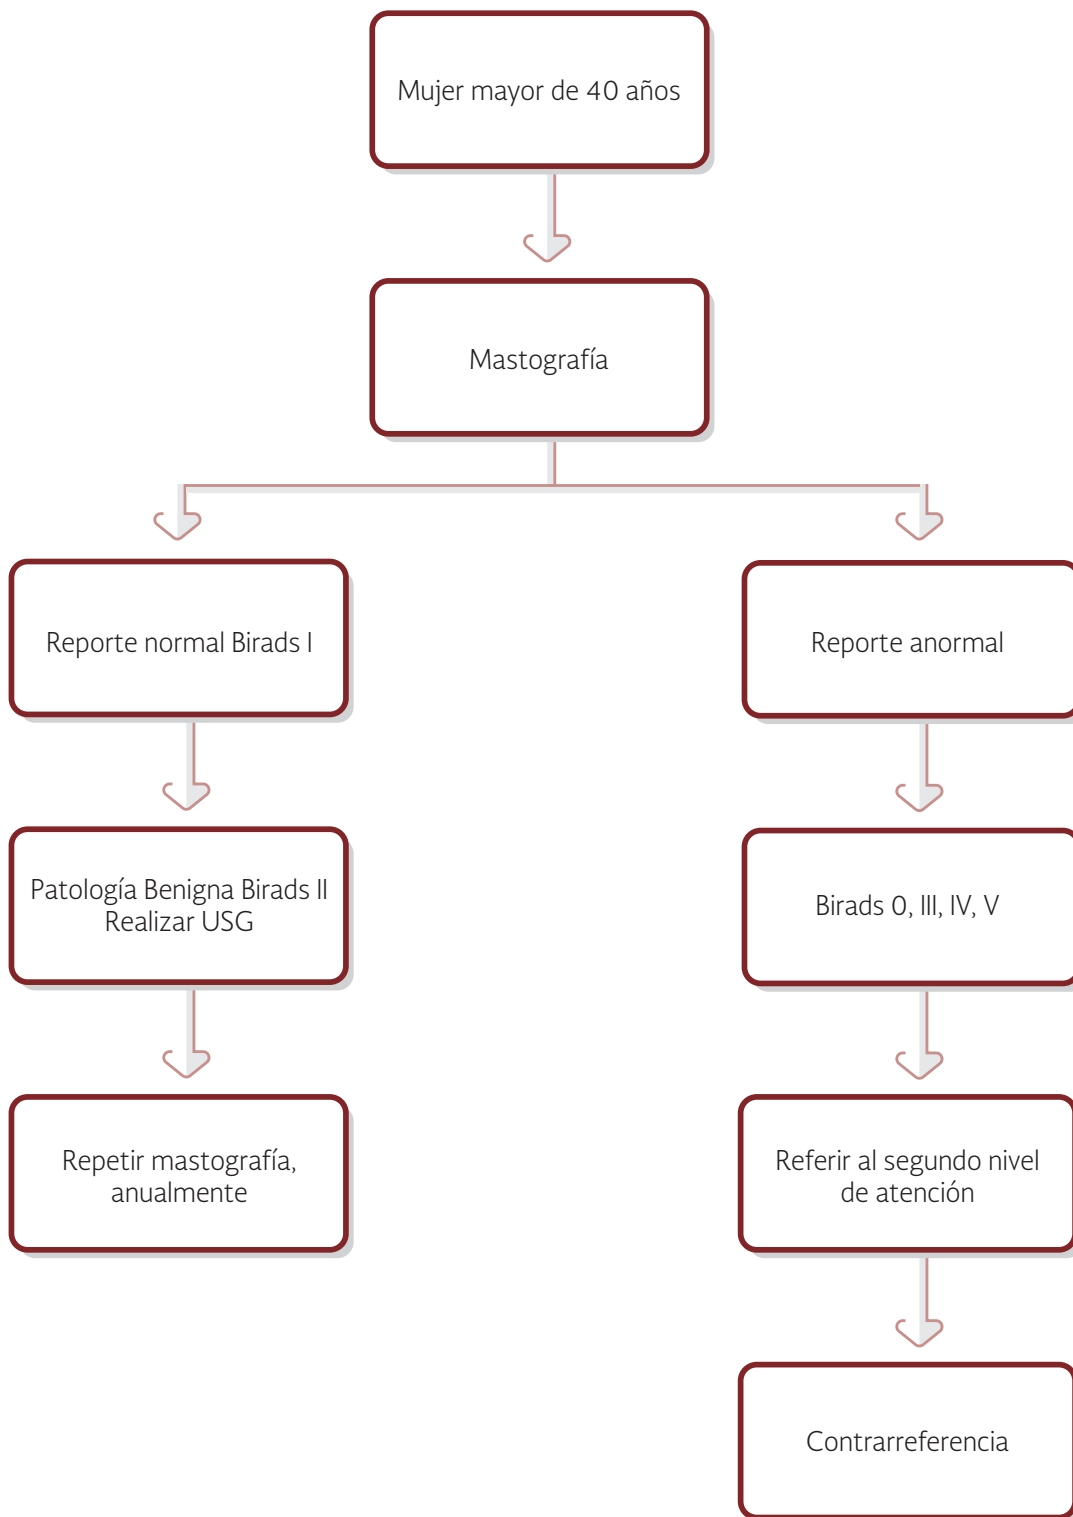 Mujer mayor de 40 años
Mastografía
Reporte normal Birads I
Reporte anormal
Patología Benigna Birads II
Realizar USG
Birads 0, III, IV, V
Repetir mastografía,
anualmente
Referir al segundo nivel
de atención
Contrarreferencia